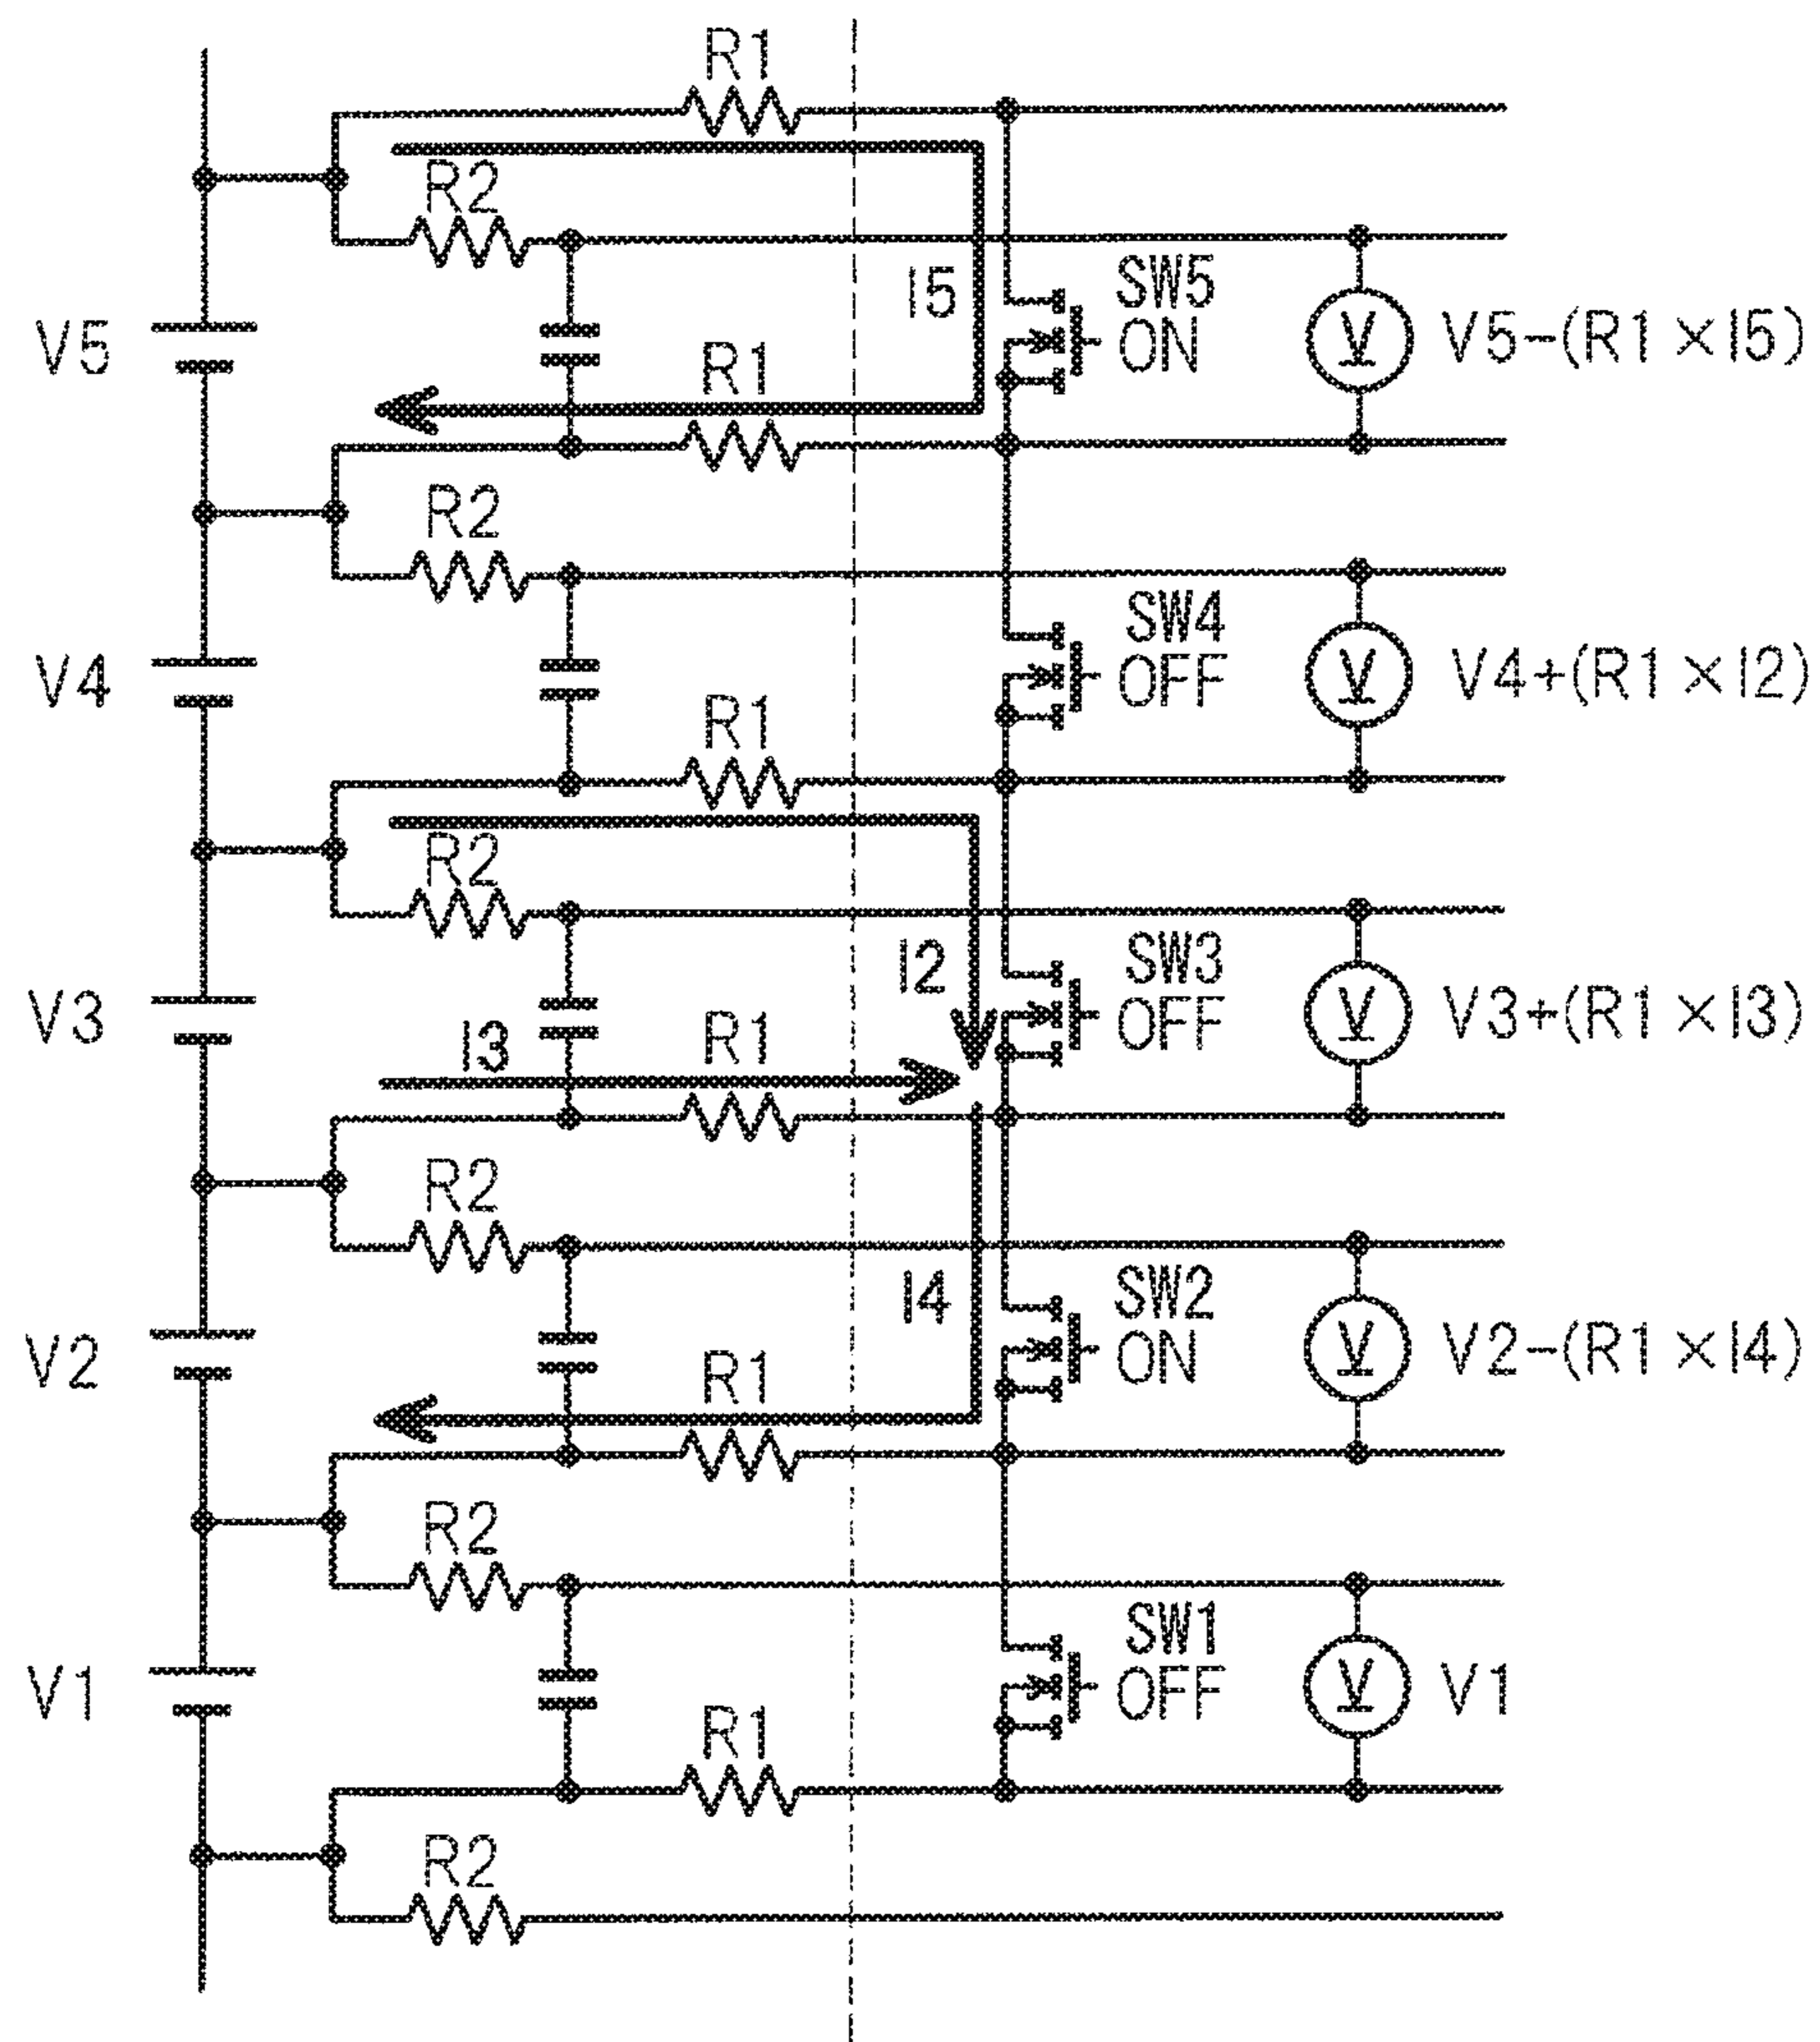 R1
R2
I5
SW5
ON
V
V5-(R1×I5)
V5
R1
R2
SW4
OFF
V
V4+(R1×I2)
V4
R1
R2
I2
SW3
OFF
V
V3+(R1×I3)
V3
I3
R1
R2
I4
SW2
ON
V
V2-(R1×I4)
V2
R1
R2
SW1
OFF
V
V1
V1
R1
R2